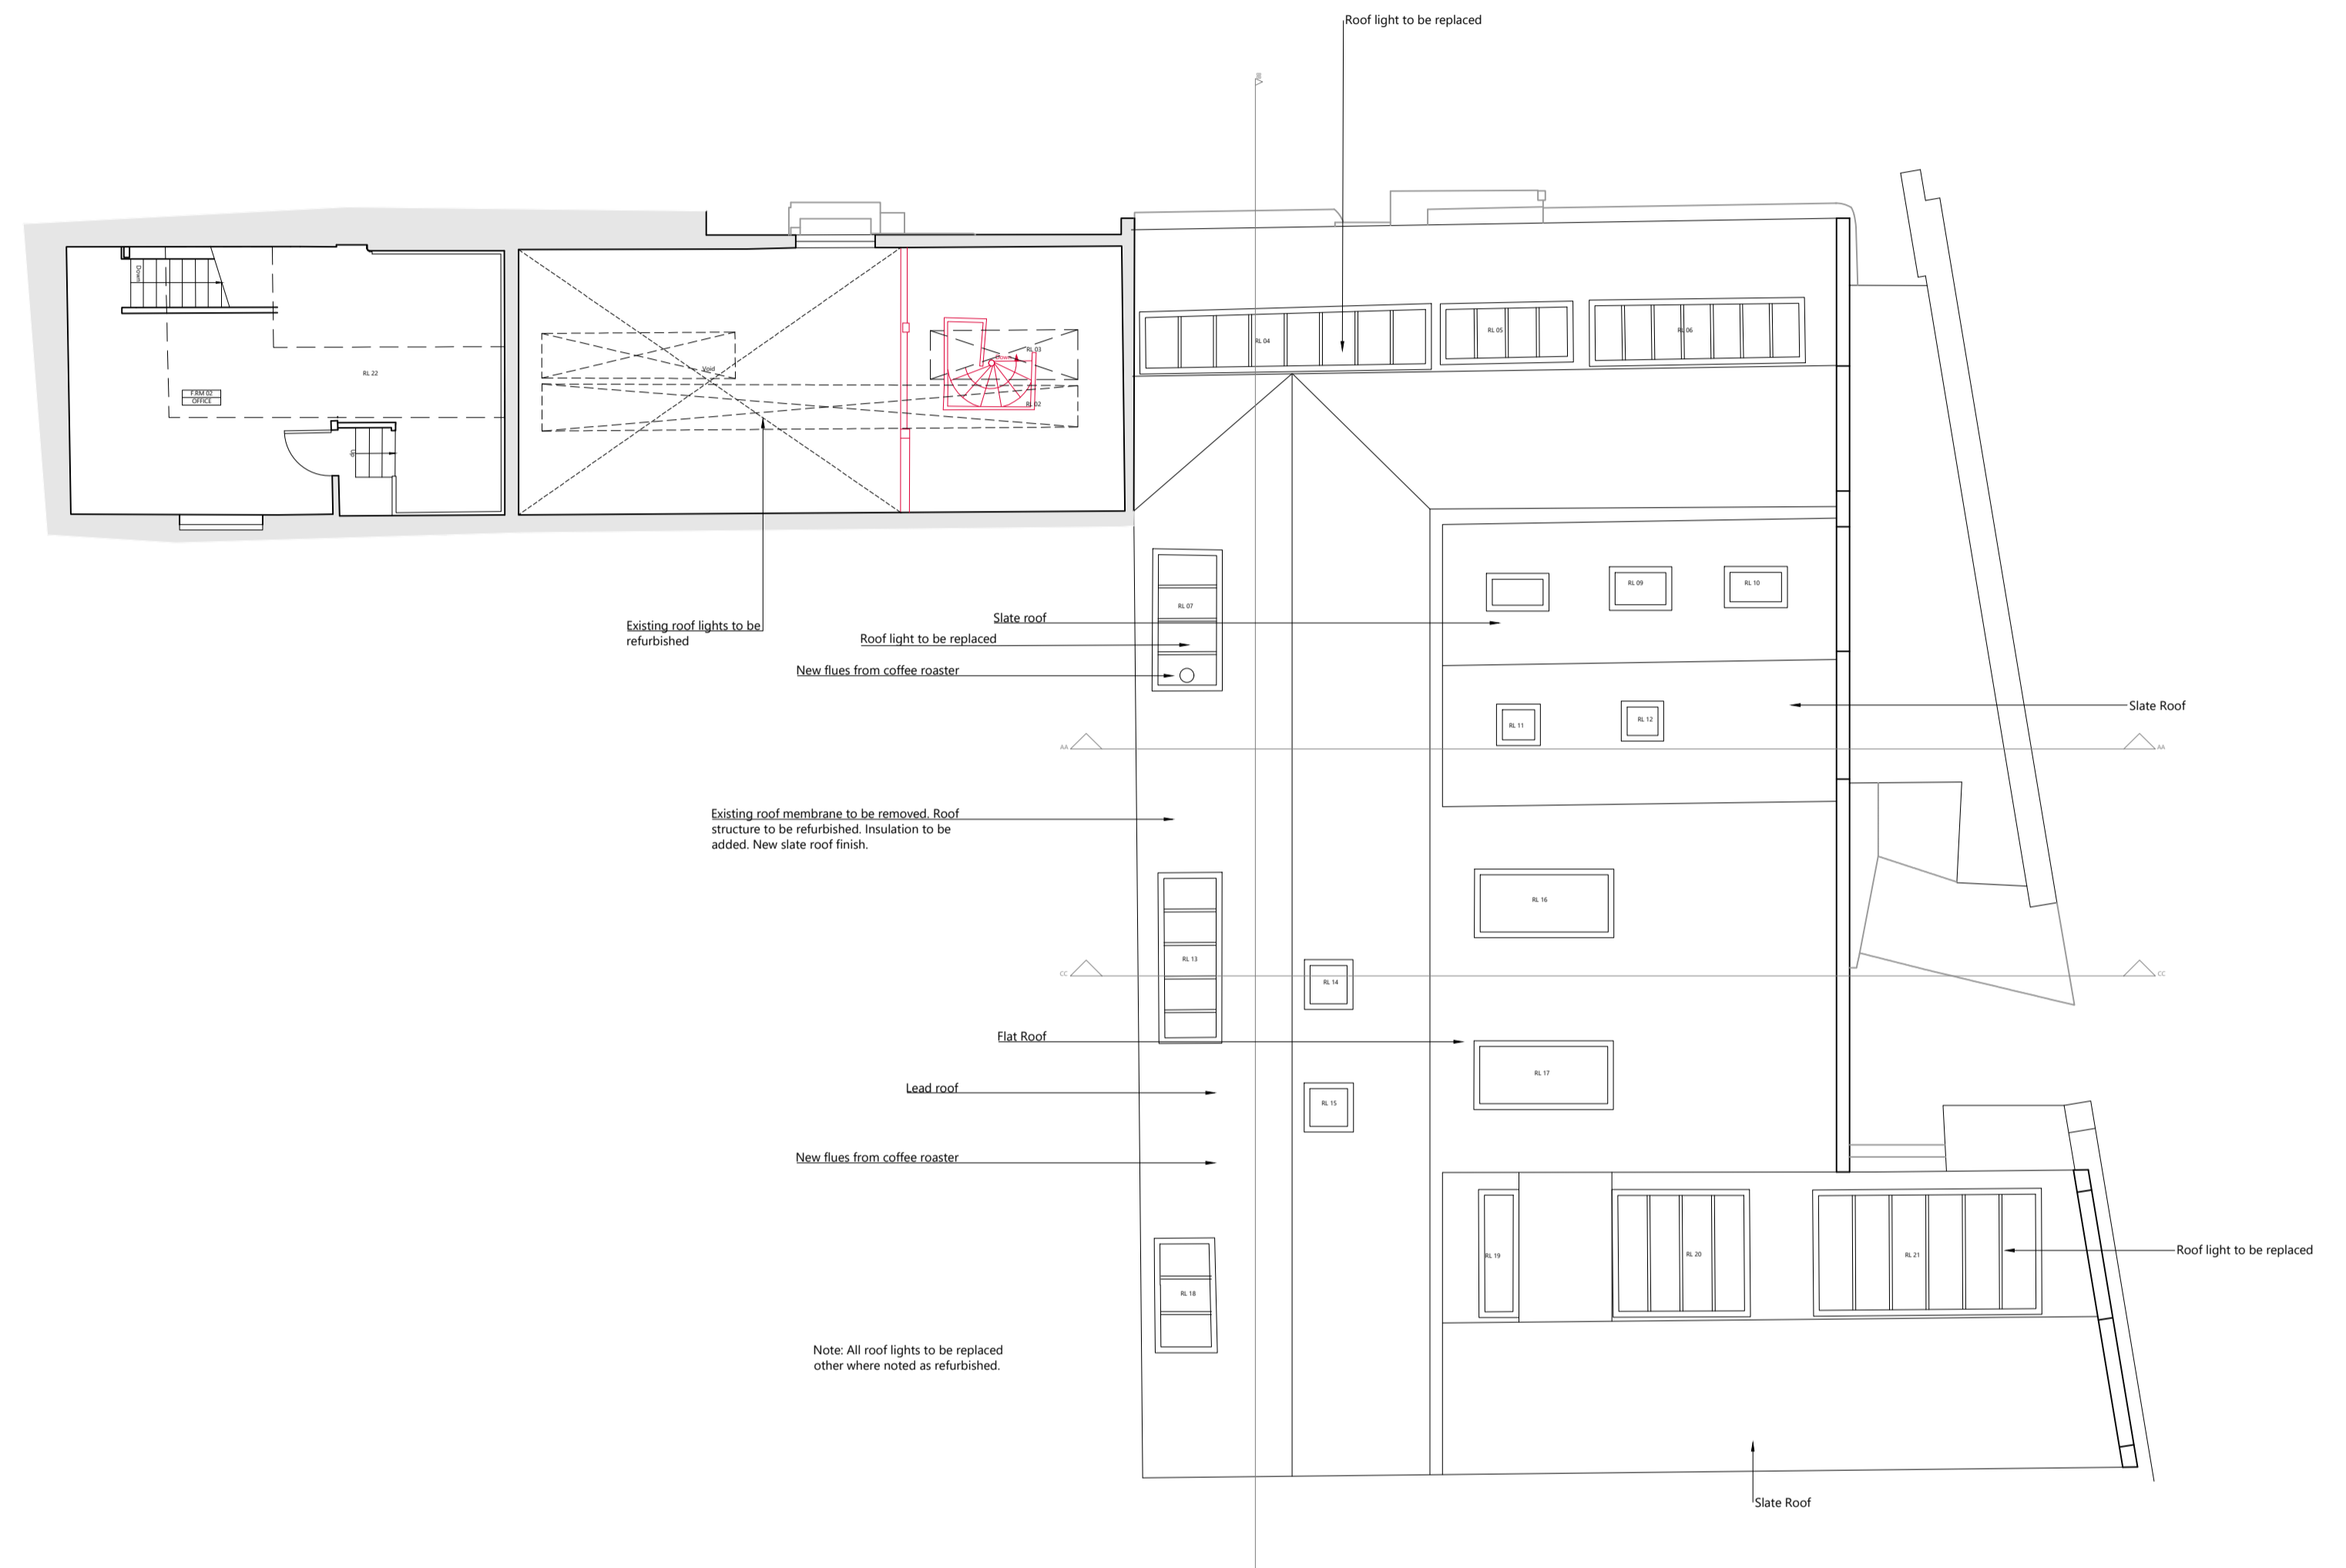 Roof light to be replaced
B
Down
RL 22
F.RM 02
OFFICE
Up
Void
Down
RL 03
RL 02
RL 04
RL 05
RL 06
Existing roof lights to be
refurbished
Slate roof
Roof light to be replaced
New flues from coffee roaster
RL 07
RL 09
RL 10
RL 11
RL 12
Slate Roof
AA
AA
Existing roof membrane to be removed. Roof
structure to be refurbished. Insulation to be
added. New slate roof finish.
RL 16
RL 13
RL 14
CC
CC
Flat Roof
RL 17
Lead roof
RL 15
New flues from coffee roaster
RL 19
RL 20
RL 21
Roof light to be replaced
RL 18
Note: All roof lights to be replaced
other where noted as refurbished.
Slate Roof